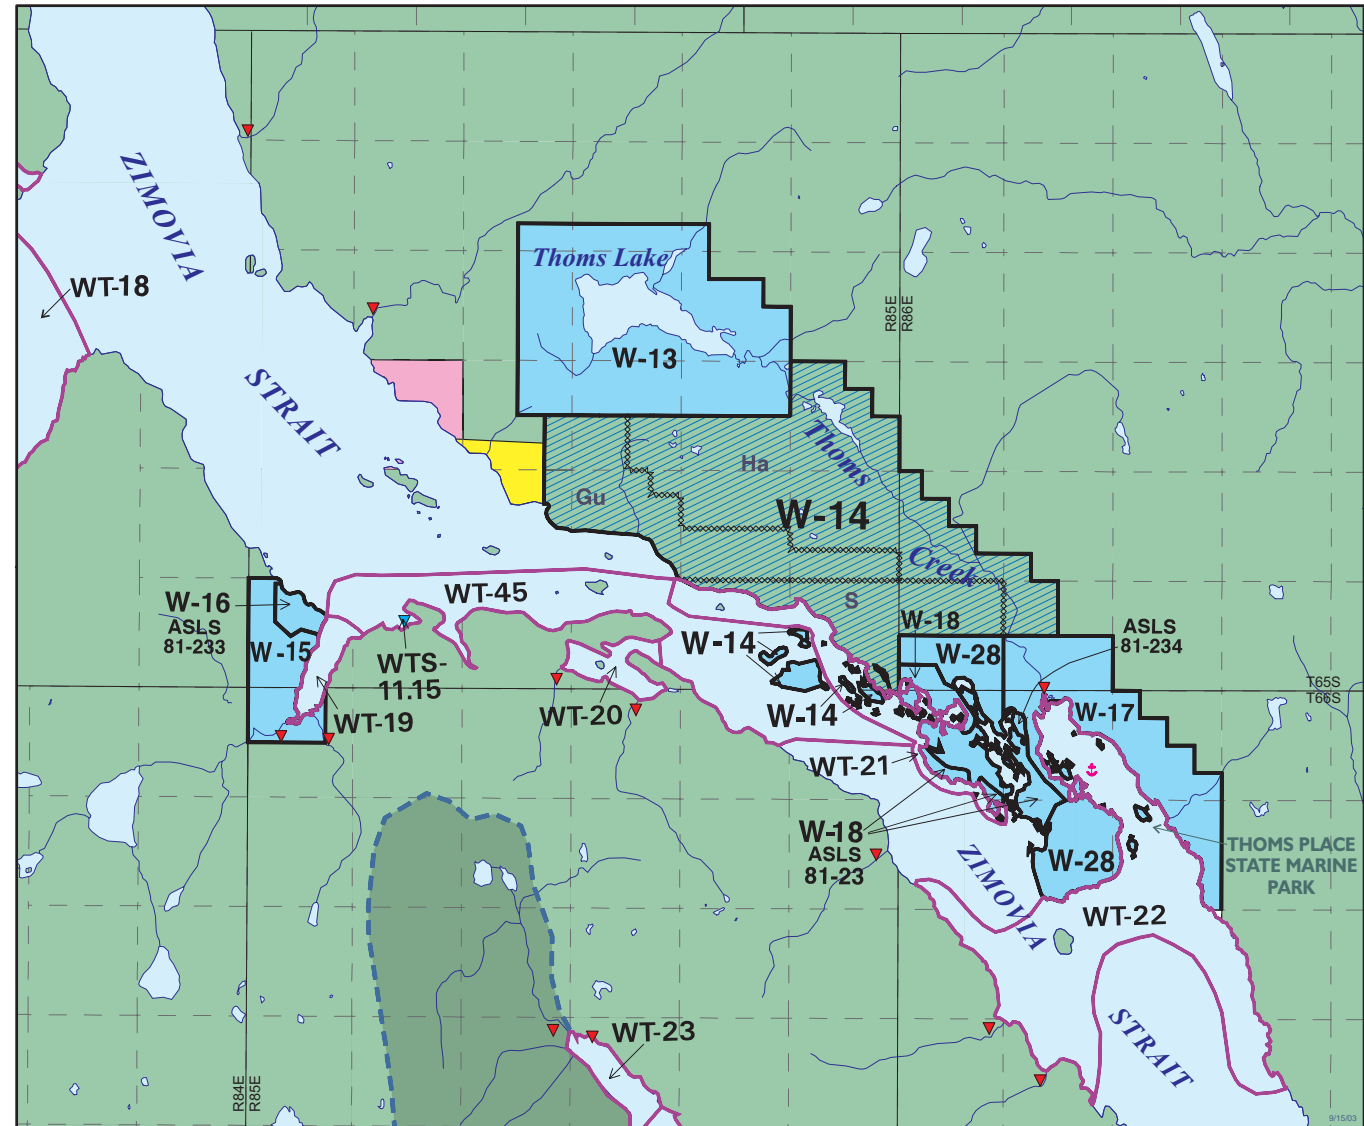 ZIMOVIA
STRAIT
WT-18
Thoms Lake
W-13
R85E
R86E
Thoms
Creek
Ha
Gu
W-14
S
WT-45
W-16
ASLS
81-233
W-15
WTS-
11.15
WT-19
WT-20
W-14
W-14
W-18
W-28
ASLS
81-234
T65S
T66S
W-17
WT-21
W-18
ASLS
81-23
W-28
THOMS PLACE
STATE MARINE
PARK
ZIMOVIA
STRAIT
WT-22
WT-23
R84E
R85E
9/15/03